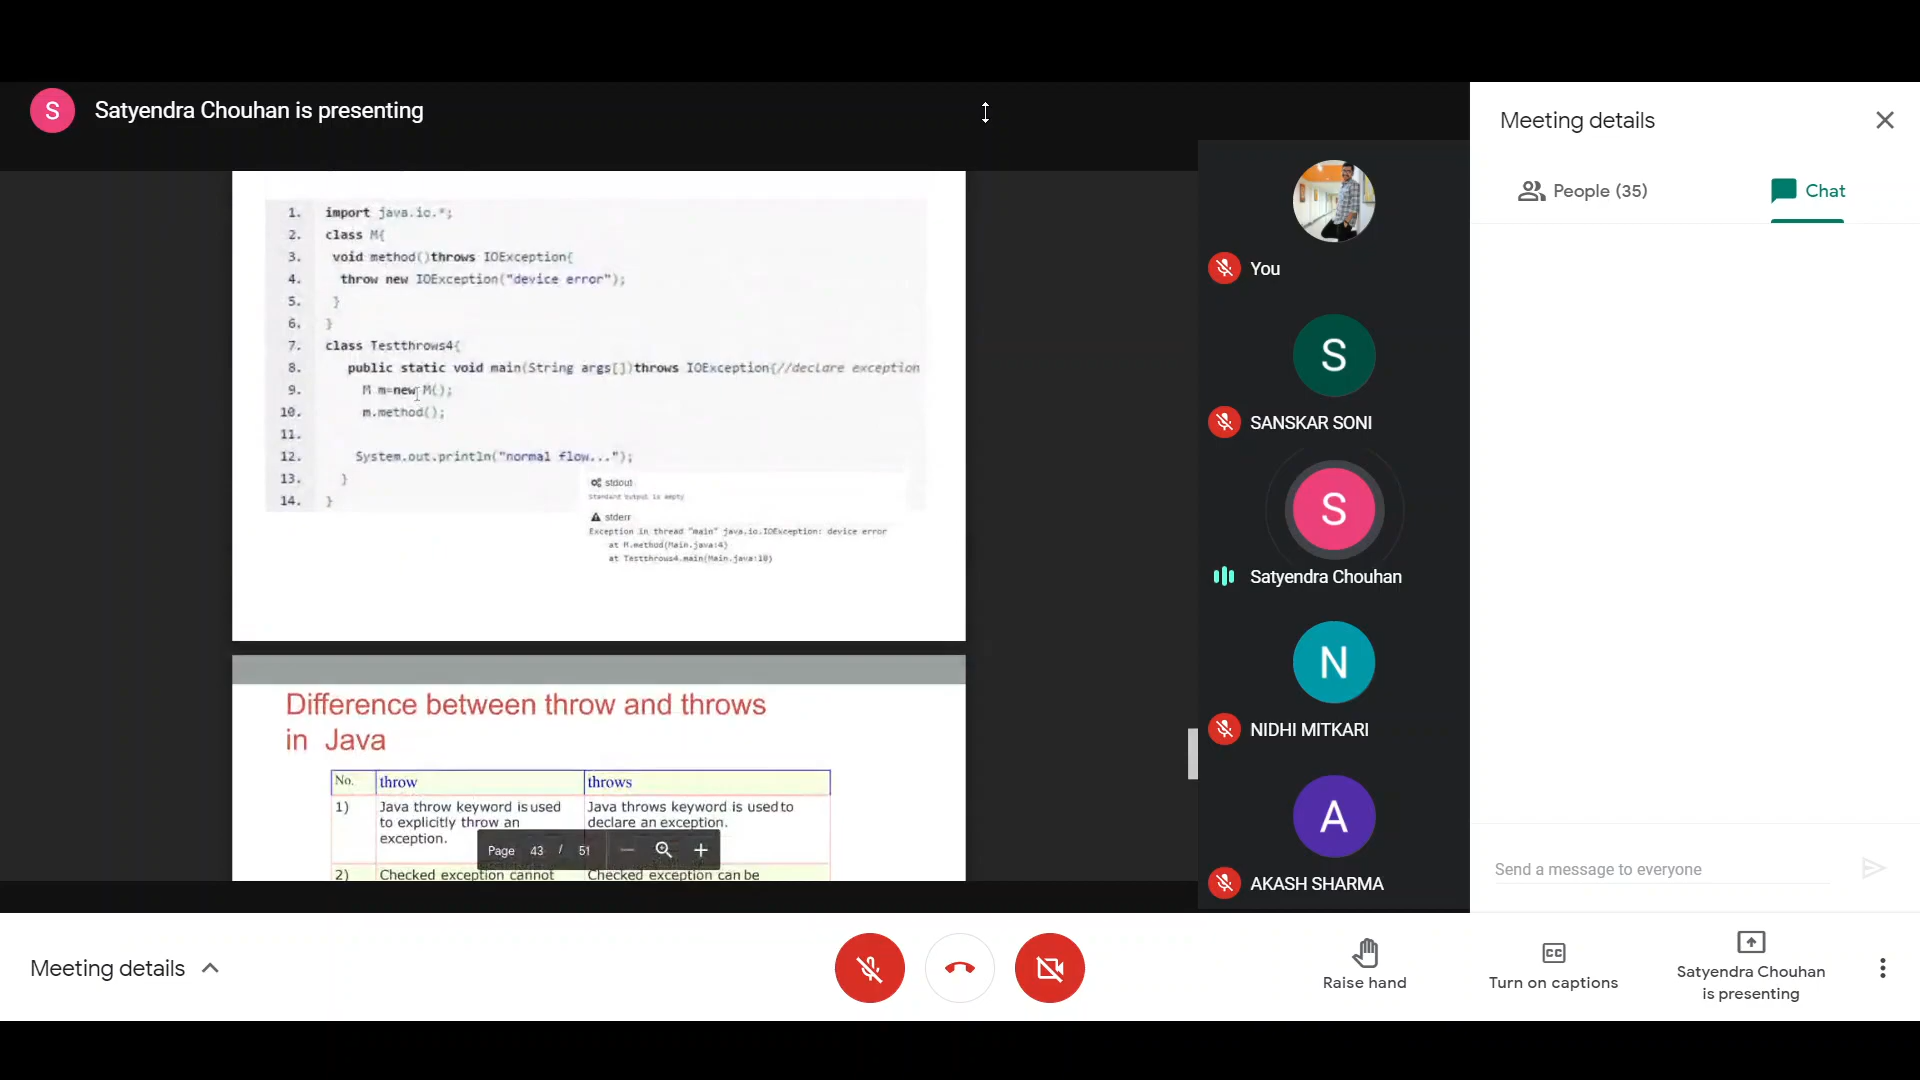 S
Satyendra Chouhan is presenting
1. import java.io.*;
2. class M{
3. void method()throws IOException{
4. throw new IOException("device error");
5. }
6. }
7. class Testthrows4{
8. public static void main(String args[])throws IOException{//declare exception
9. M m=new M();
10. m.method();
11.
12. System.out.println("normal flow...");
13. }
14. }
stdout
Standard output is empty
stderr
Exception in thread "main" java.io.IOException: device error
at M.method(Main.java:4)
at Testthrows4.main(Main.java:10)
Difference between throw and throws
in Java
No. throw throws
1) Java throw keyword is used Java throws keyword is used to
to explicitly throw an declare an exception.
exception.
2) Checked exception cannot Checked exception can be
Page 43 / 51
You
S
SANSKAR SONI
S
Satyendra Chouhan
N
NIDHI MITKARI
A
AKASH SHARMA
Meeting details
People (35) Chat
Send a message to everyone
Meeting details
Raise hand
CC
Turn on captions
Satyendra Chouhan
is presenting